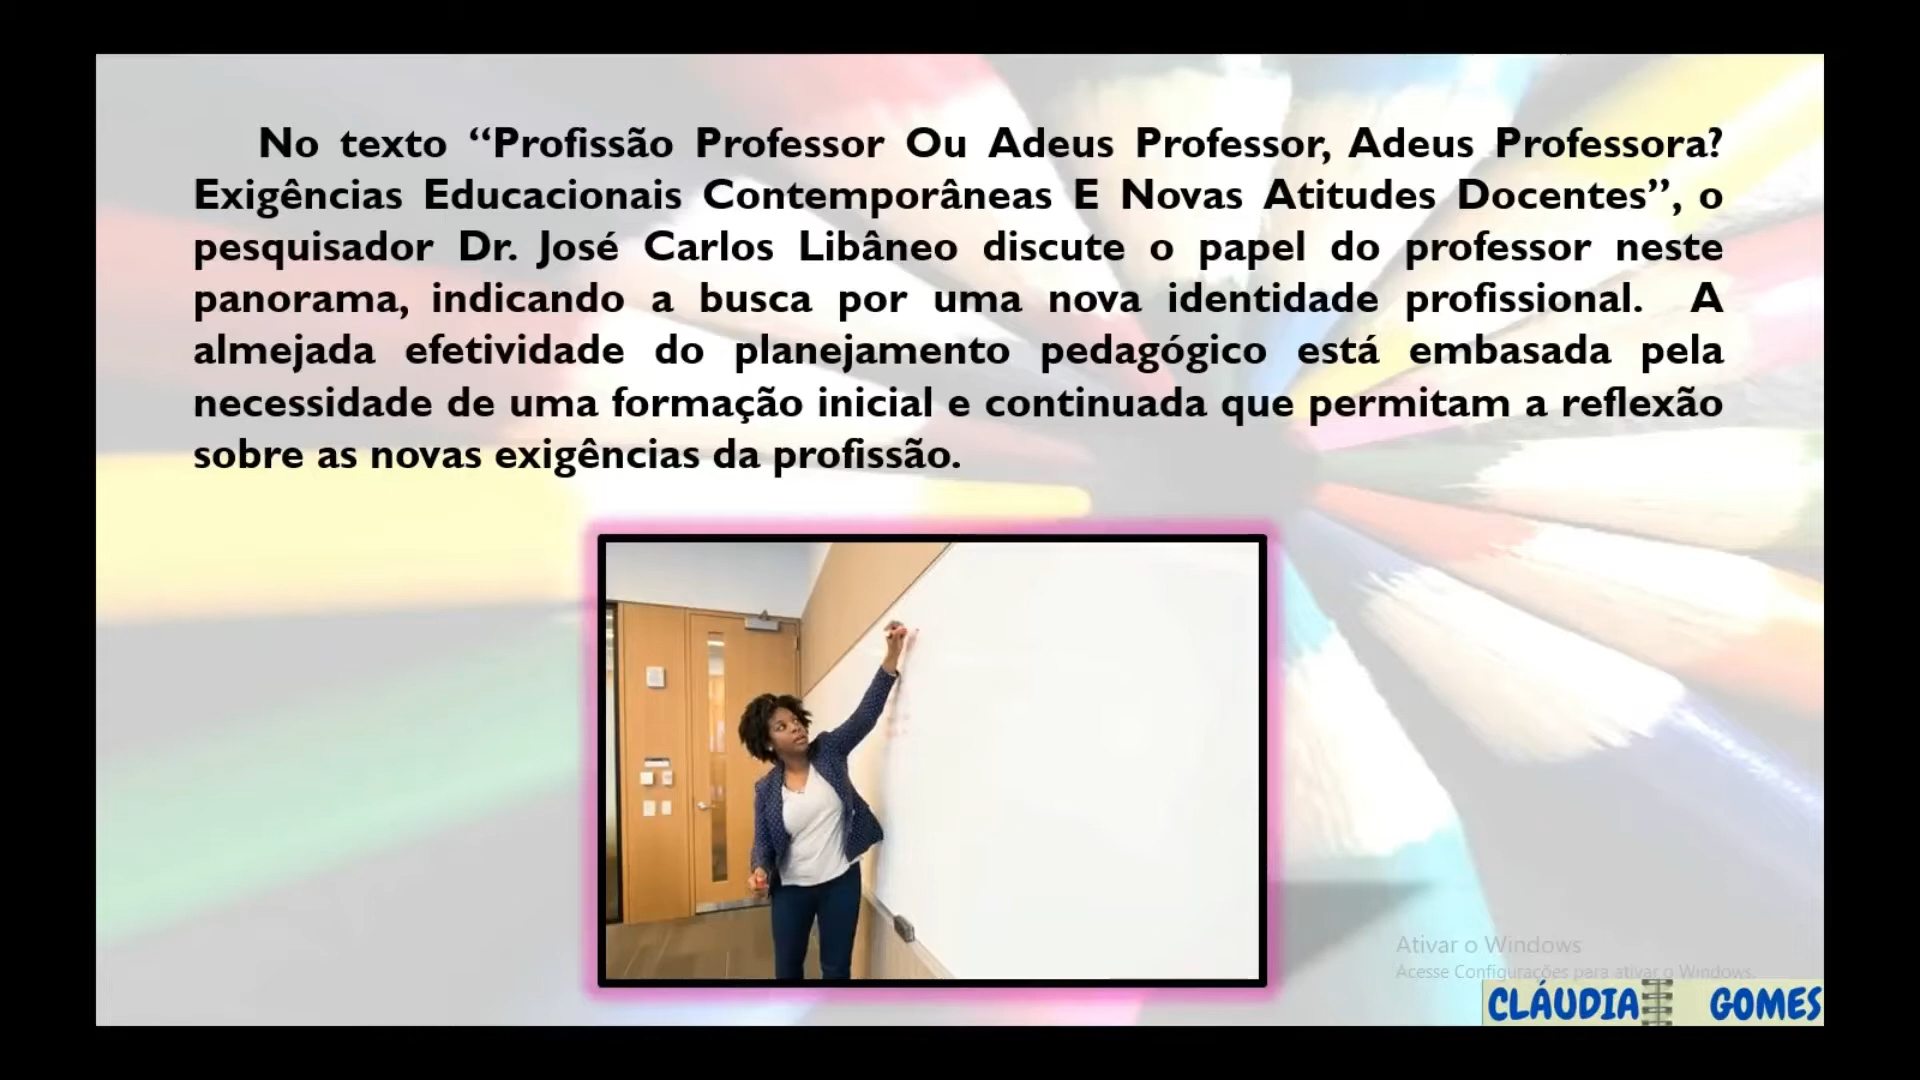 No texto “Profissão Professor Ou Adeus Professor, Adeus Professora?
Exigências Educacionais Contemporâneas E Novas Atitudes Docentes”, o
pesquisador Dr. José Carlos Libâneo discute o papel do professor neste
panorama, indicando a busca por uma nova identidade profissional. A
almejada efetividade do planejamento pedagógico está embasada pela
necessidade de uma formação inicial e continuada que permitam a reflexão
sobre as novas exigências da profissão.
Ativar o Windows
Acesse Configurações para ativar o Windows.
CLÁUDIA GOMES